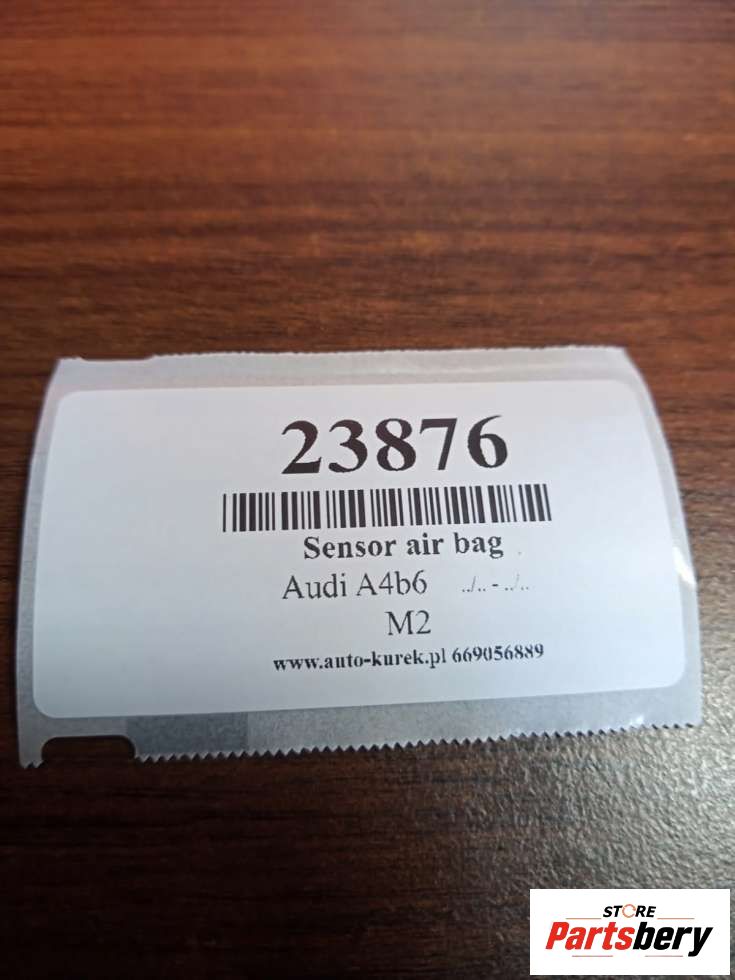 23876
Sensor air bag
Audi A4b6 ../.. - ../..
M2
www.auto-kurek.pl 669056889
STORE
Partsbery